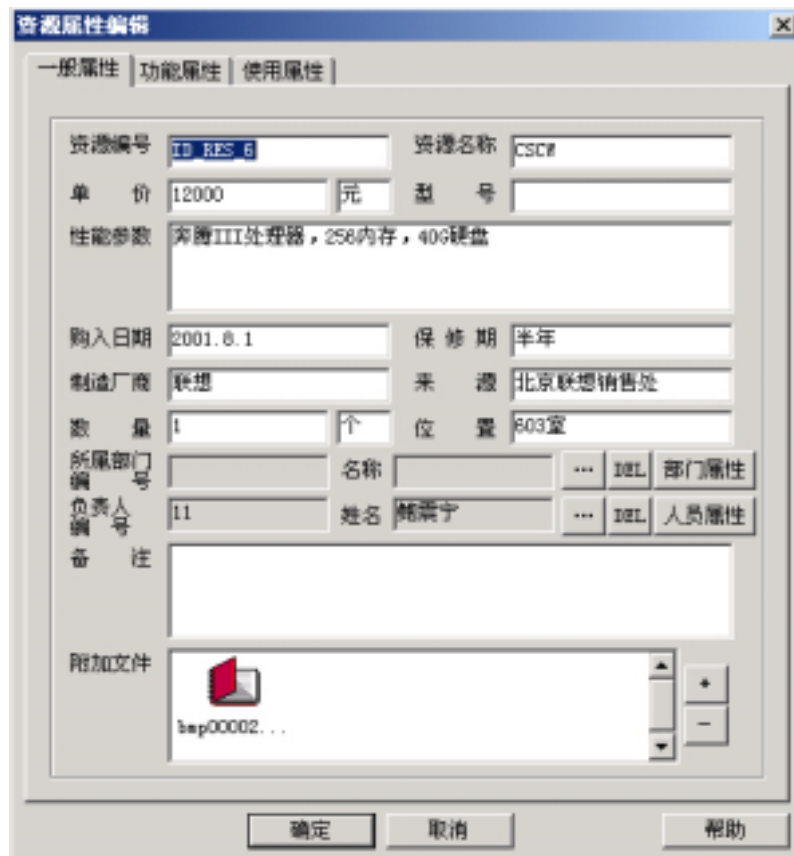 资源属性编辑
一般属性 功能属性 使用属性
资源编号 ID_RES_6 资源名称 CSCW
单 价 12000 元 型 号
性能参数 奔腾III处理器，256内存，40G硬盘
购入日期 2001.8.1 保 修 期 半年
制造厂商 联想 来 源 北京联想销售处
数 量 1 个 位 置 603室
所属部门编 号 名称 ... DEL 部门属性
负责人编 号 11 姓名 震宁 ... DEL 人员属性
备 注
附加文件
+
bmp00002...
-
确定 取消 帮助